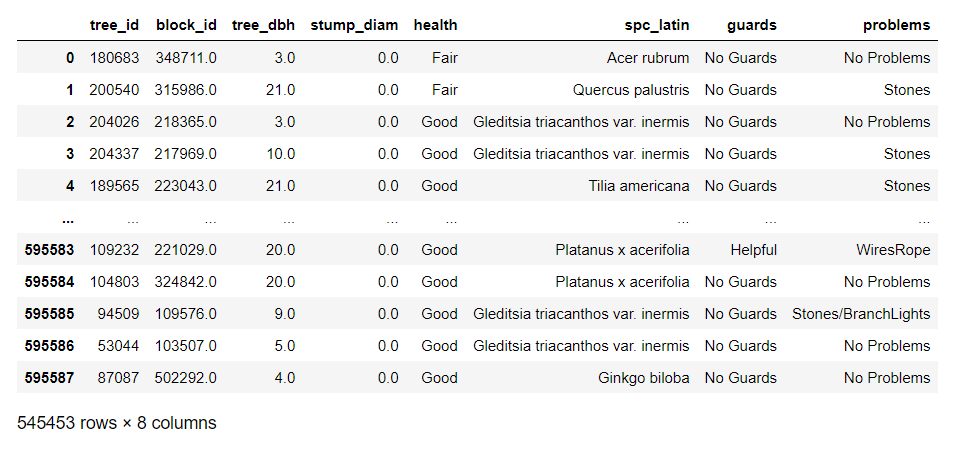 tree_id block_id tree_dbh stump_diam health spc_latin guards problems
0 180683 348711.0 3.0 0.0 Fair Acer rubrum No Guards No Problems
1 200540 315986.0 21.0 0.0 Fair Quercus palustris No Guards Stones
2 204026 218365.0 3.0 0.0 Good Gleditsia triacanthos var. inermis No Guards No Problems
3 204337 217969.0 10.0 0.0 Good Gleditsia triacanthos var. inermis No Guards Stones
4 189565 223043.0 21.0 0.0 Good Tilia americana No Guards Stones
... ... ... ... ... ... ... ... ...
595583 109232 221029.0 20.0 0.0 Good Platanus x acerifolia Helpful WiresRope
595584 104803 324842.0 20.0 0.0 Good Platanus x acerifolia No Guards No Problems
595585 94509 109576.0 9.0 0.0 Good Gleditsia triacanthos var. inermis No Guards Stones/BranchLights
595586 53044 103507.0 5.0 0.0 Good Gleditsia triacanthos var. inermis No Guards No Problems
595587 87087 502292.0 4.0 0.0 Good Ginkgo biloba No Guards No Problems
545453 rows × 8 columns